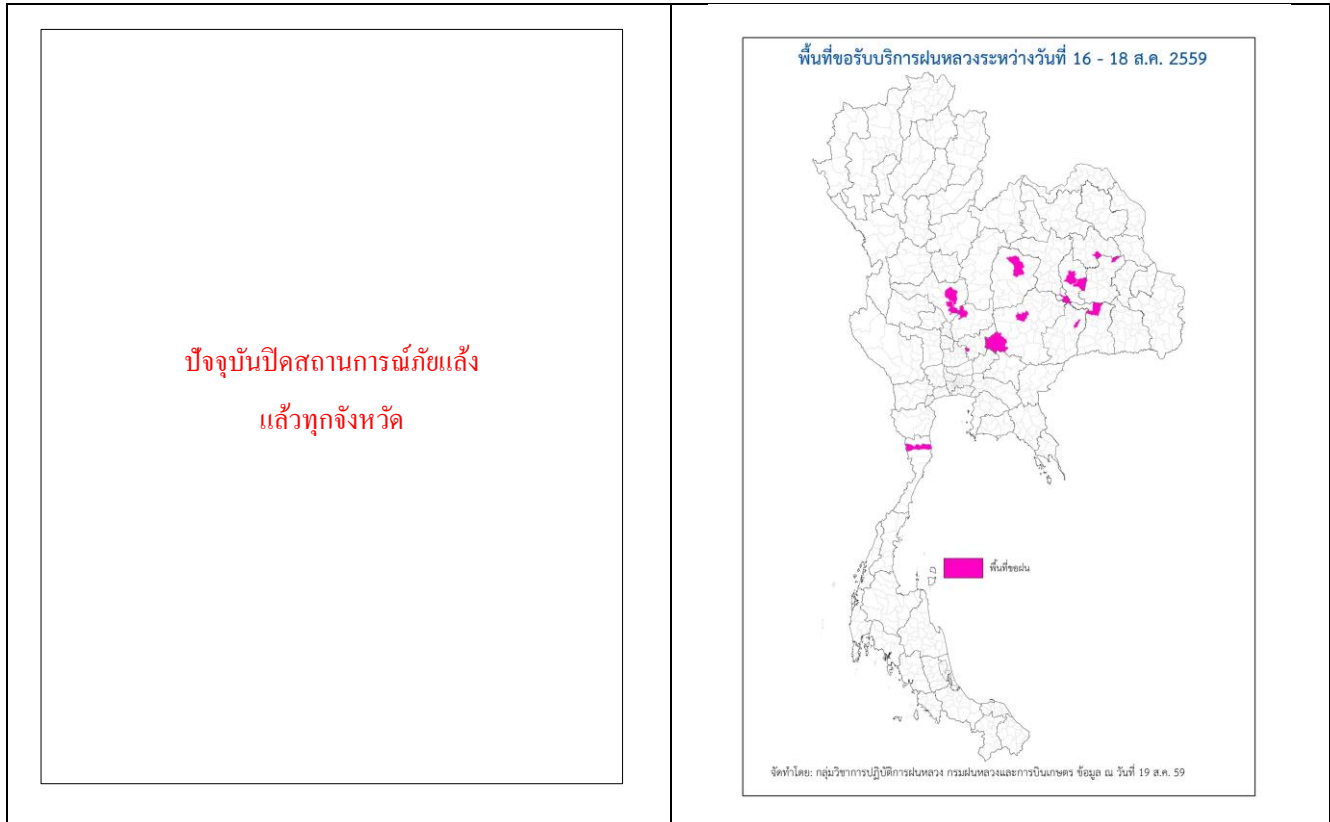 ปัจจุบันปิดสถานการณ์ภัยแล้ง
แล้วทุกจังหวัด
พื้นที่ขอรับบริการฝนหลวงระหว่างวันที่ 16 - 18 ส.ค. 2559
พื้นที่ขอฝน
จัดทำโดย: กลุ่มวิชาการปฏิบัติการฝนหลวง กรมฝนหลวงและการบินเกษตร ข้อมูล ณ วันที่ 19 ส.ค. 59